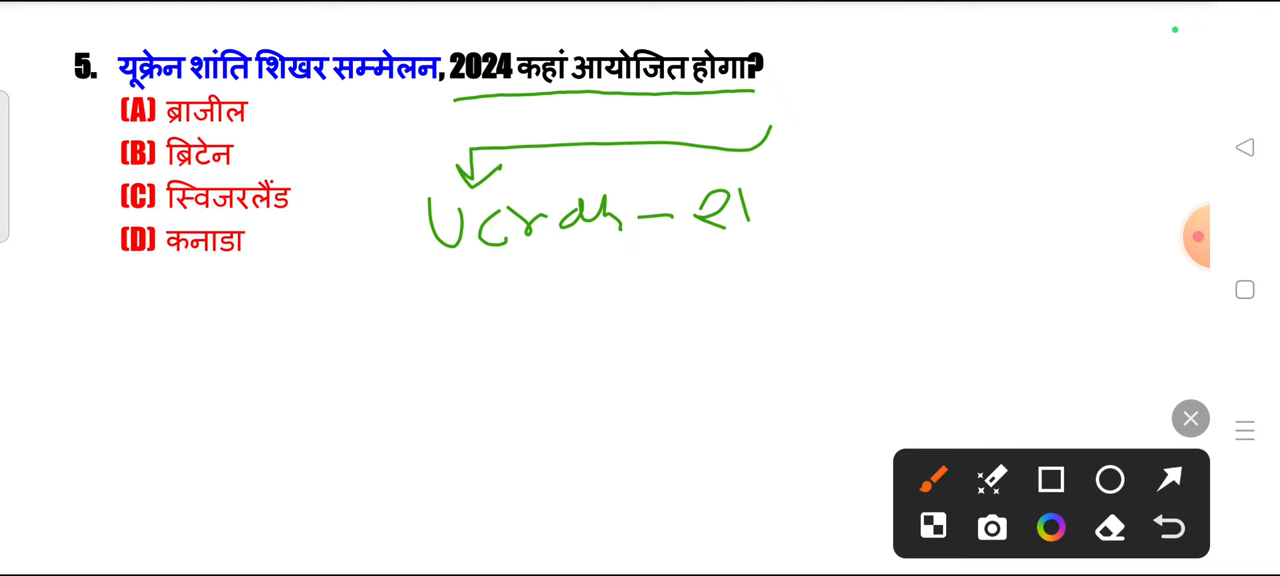 5. यूक्रेन शांति शिखर सम्मेलन, 2024 कहां आयोजित होगा?
(A) ब्राजील
(B) ब्रिटेन
(C) स्विजरलैंड
(D) कनाडा